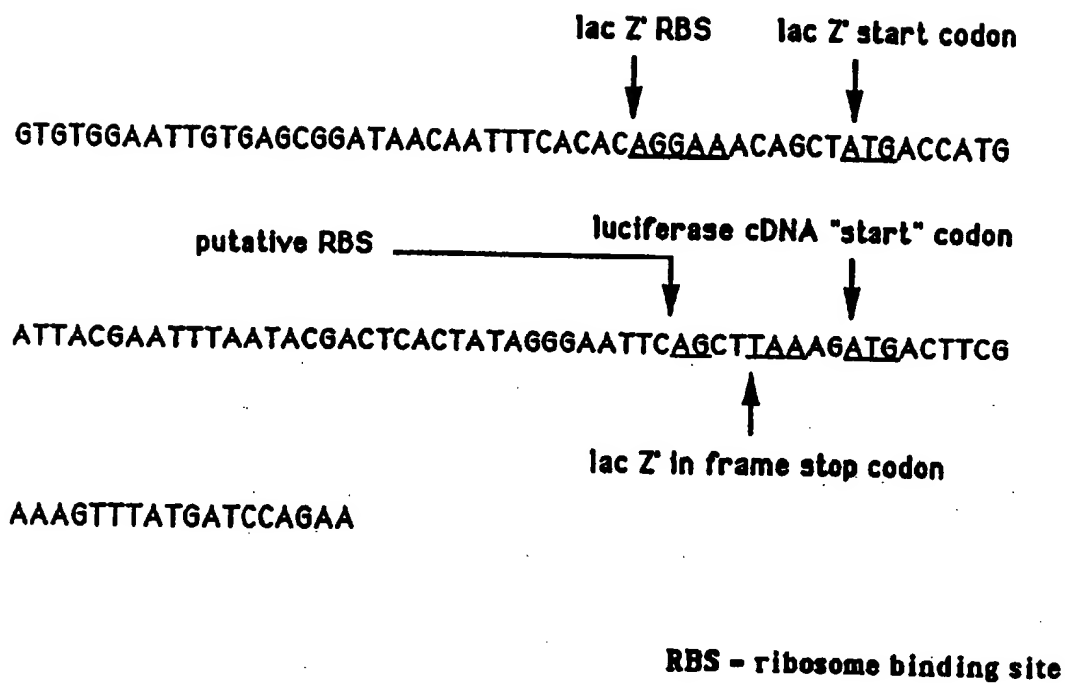 lac Z' RBS lac Z' start codon
GTGTGGAATTGTGAGCGGATAACAATTTCACACAGGAAACAGCTATGACCATG
putative RBS luciferase cDNA "start" codon
ATTACGAATTTAATACGACTCACTATAGGGAATTCAGCTTAAAGATGACTTCG
lac Z' in frame stop codon
AAAGTTTATGATCCAGAA
RBS - ribosome binding site